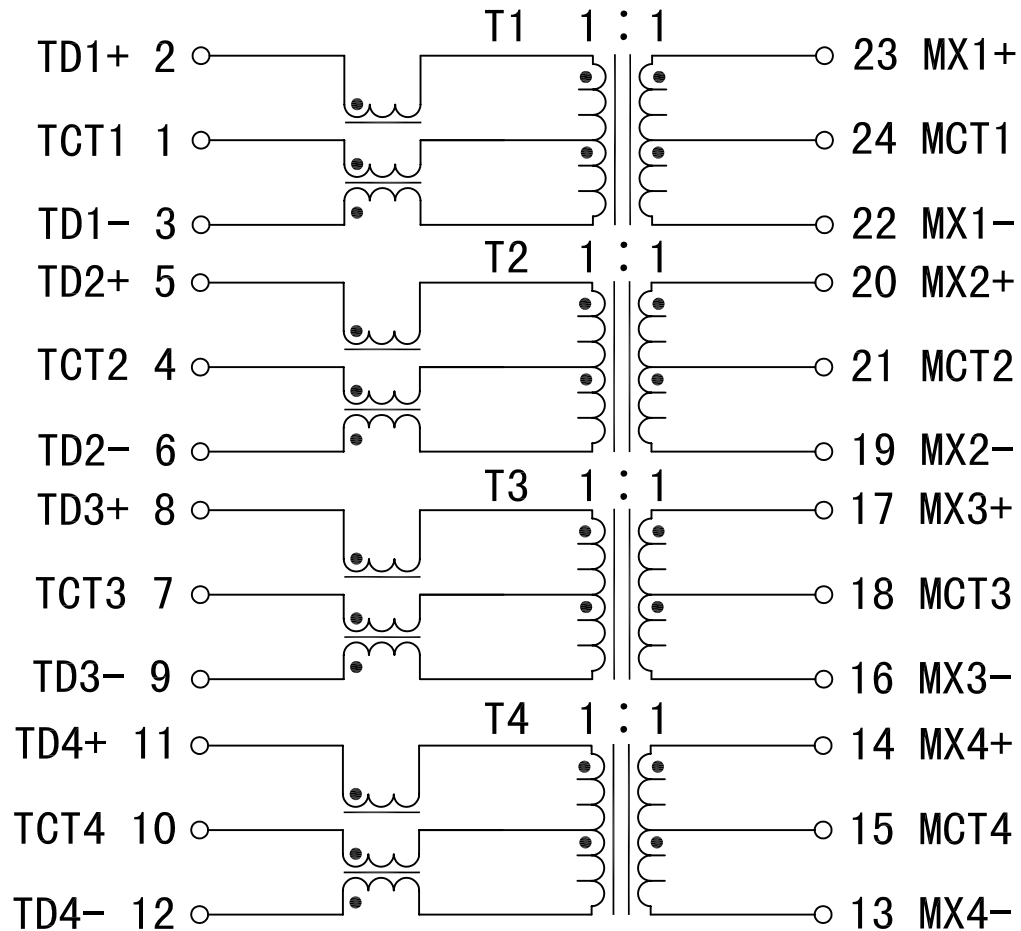 T1 1 : 1
TD1+ 2 23 MX1+
TCT1 1 24 MCT1
TD1- 3 22 MX1-
T2 1 : 1
TD2+ 5 20 MX2+
TCT2 4 21 MCT2
TD2- 6 19 MX2-
T3 1 : 1
TD3+ 8 17 MX3+
TCT3 7 18 MCT3
TD3- 9 16 MX3-
T4 1 : 1
TD4+ 11 14 MX4+
TCT4 10 15 MCT4
TD4- 12 13 MX4-